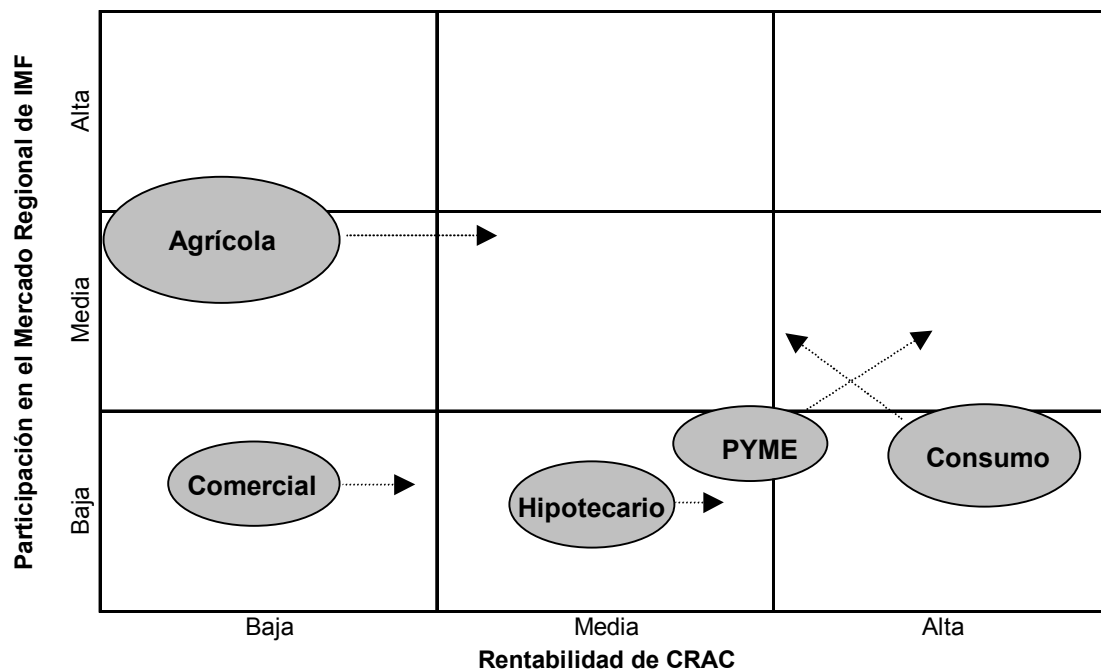 Participación en el Mercado Regional de IMF
Alta
Media
Baja
Agrícola
Comercial
Hipotecario
PYME
Consumo
Baja
Media
Alta
Rentabilidad de CRAC